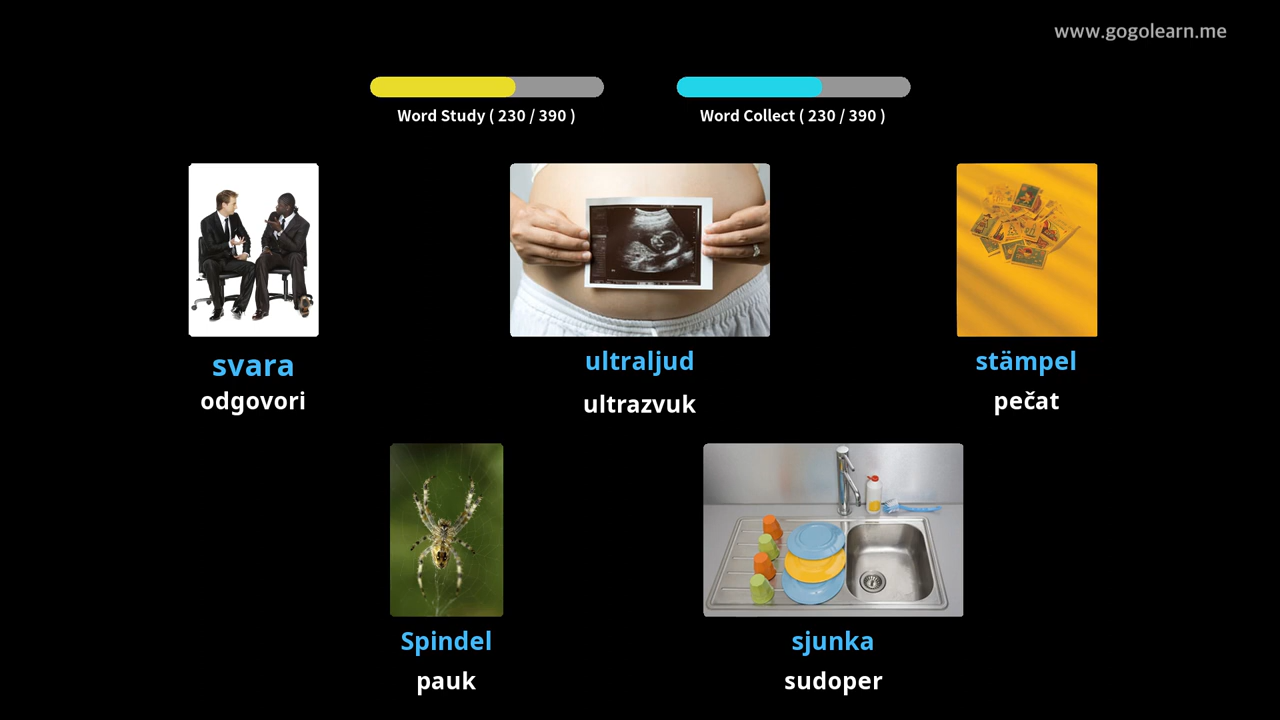 www.gogolearn.me
Word Study ( 230 / 390 )
Word Collect ( 230 / 390 )
svara
odgovori
ultraljud
ultrazvuk
stämpel
pečat
Spindel
pauk
sjunka
sudoper